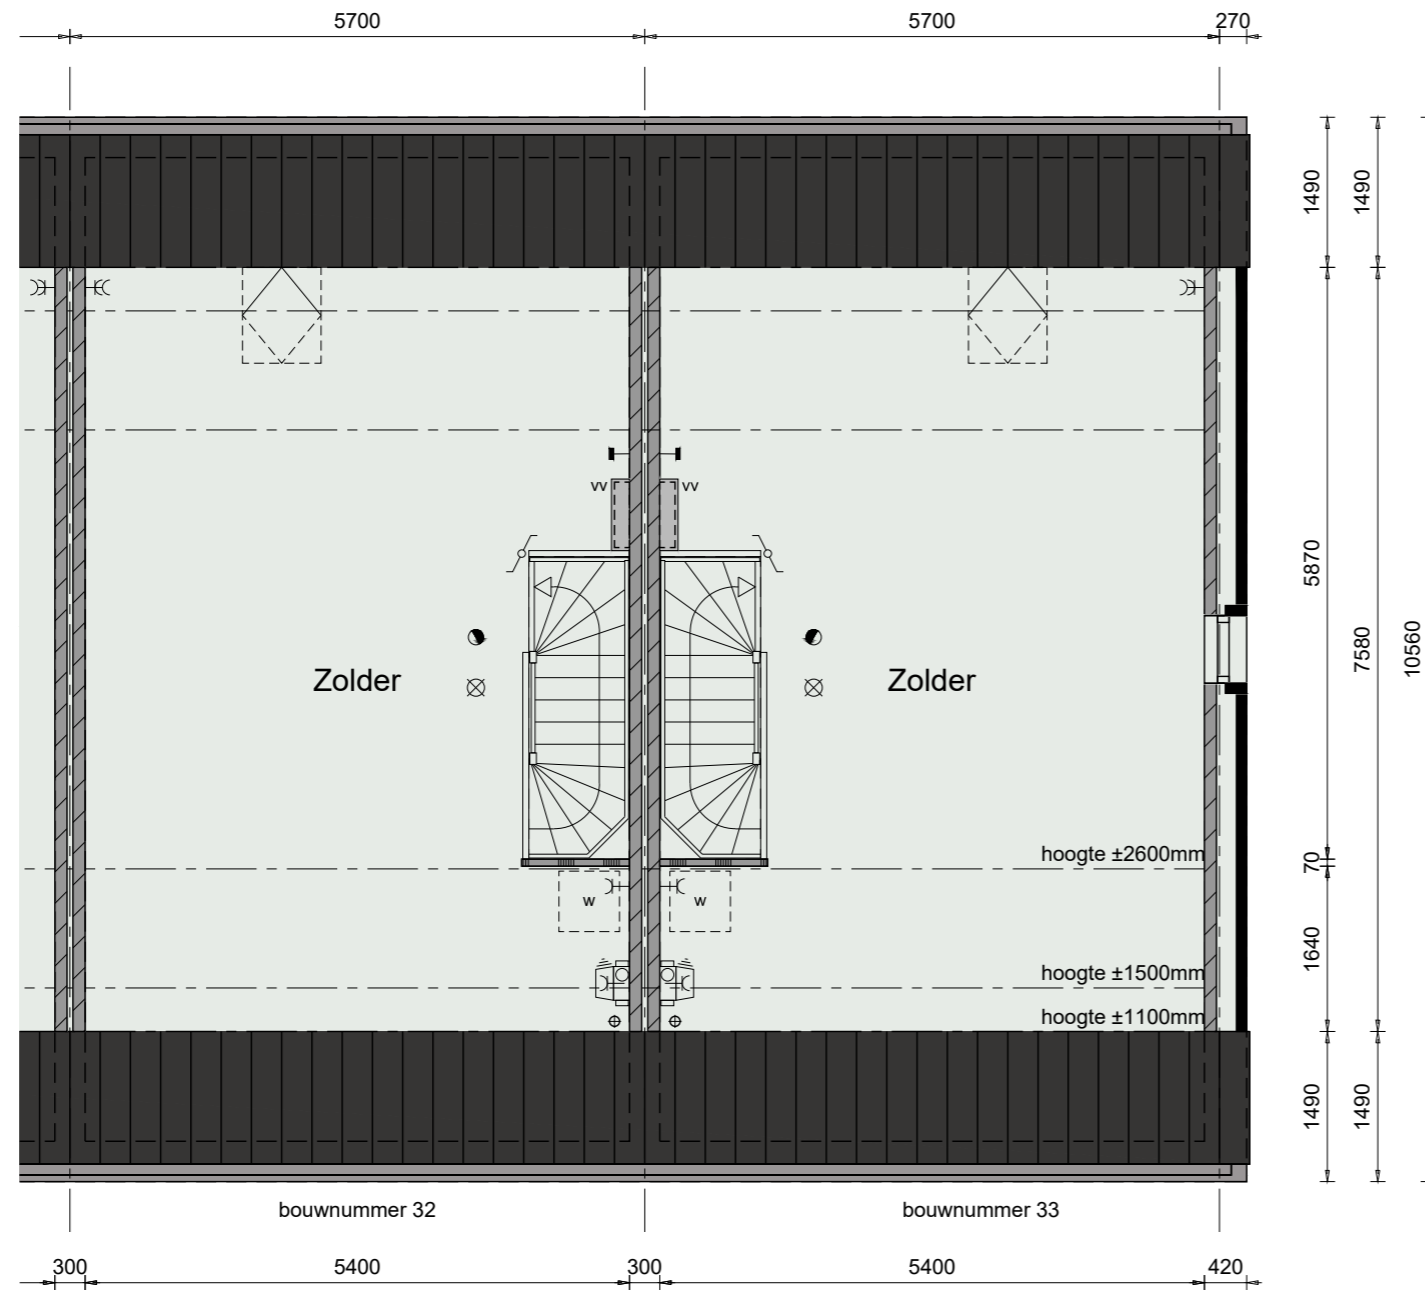 5700 5700 270
1490 1490
vv vv
5870
7580
10560
Zolder Zolder
hoogte ±2600mm
70
w w
1640
hoogte ±1500mm
hoogte ±1100mm
1490 1490
bouwnummer 32 bouwnummer 33
300 5400 300 5400 420